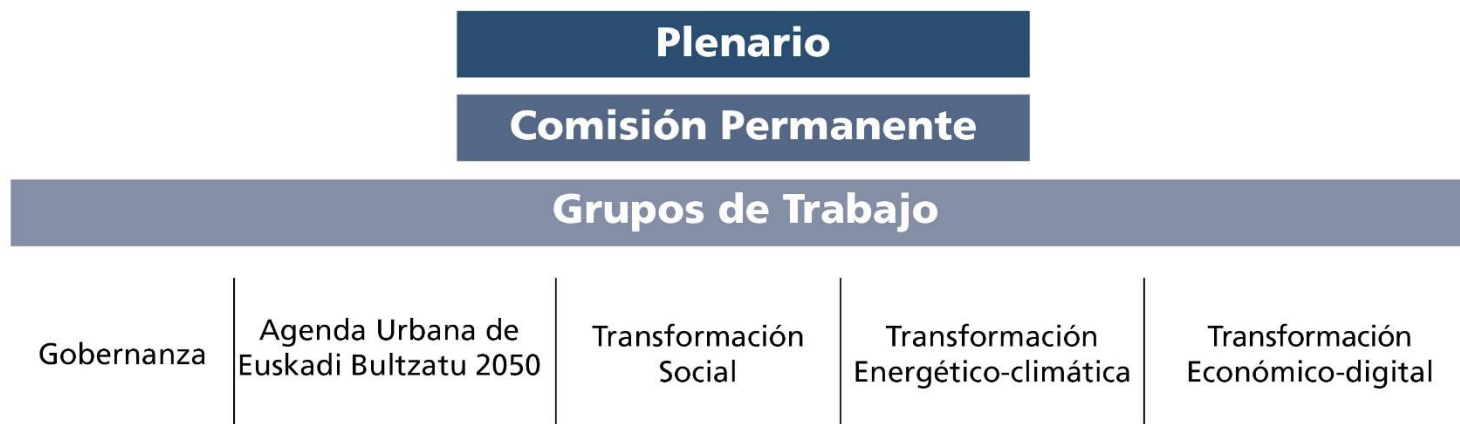 Plenario
Comisión Permanente
Grupos de Trabajo
Gobernanza
Agenda Urbana de
Euskadi Bultzatu 2050
Transformación
Social
Transformación
Energético-climática
Transformación
Económico-digital